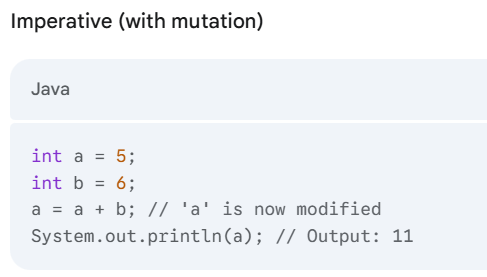 Imperative (with mutation)
Java
int a = 5;
int b = 6;
a = a + b; // 'a' is now modified
System.out.println(a); // Output: 11